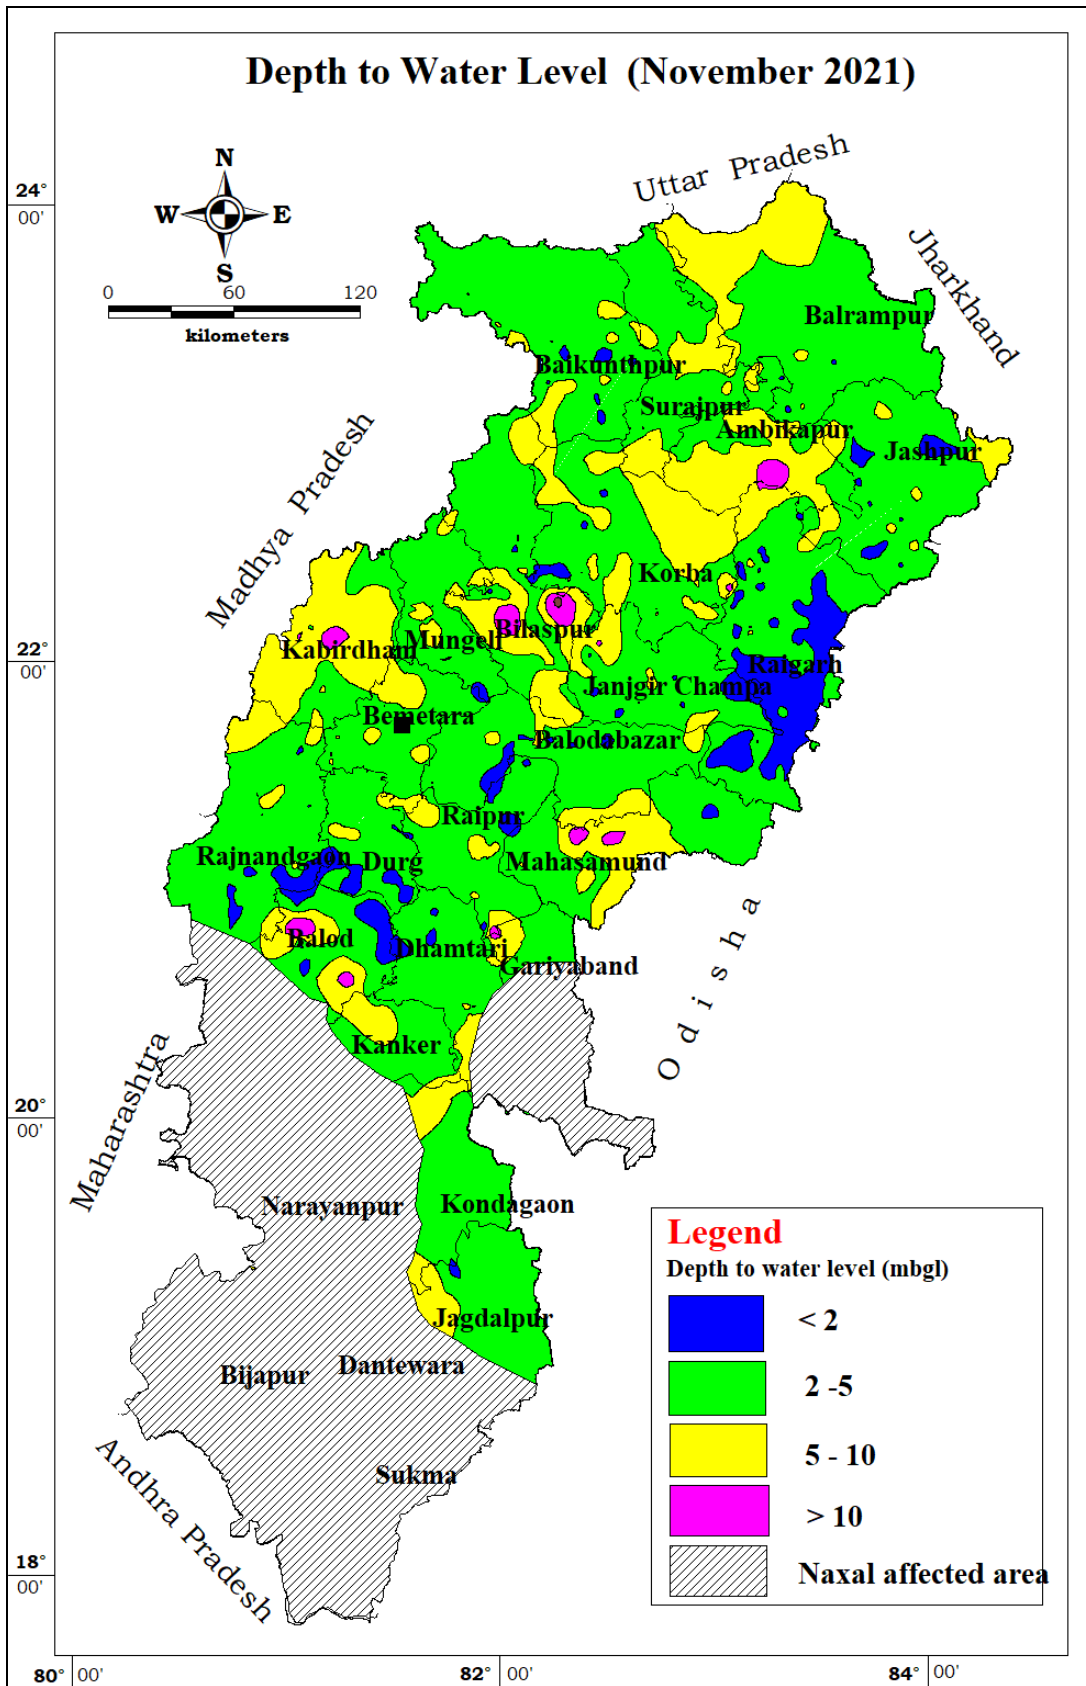 Depth to Water Level (November 2021)
N
W E
S
0 60 120
kilometers
24°
00'
22°
00'
20°
00'
18°
00'
80° 00'
82° 00'
84° 00'
Uttar Pradesh
Jharkhand
Madhya Pradesh
Maharashtra
Andhra Pradesh
Odisha
Balrampur
Baikunthpur
Surajpur
Ambikapur
Jashpur
Korba
Bilaspur
Mungeli
Kabirdham
Raigarh
Janjgir Champa
Bemetara
Balodabazar
Raipur
Rajnandgaon
Durg
Mahasamund
Balod
Dhamtari
Gariyaband
Kanker
Narayanpur
Kondagaon
Jagdalpur
Dantewara
Bijapur
Sukma
Legend
Depth to water level (mbgl)
< 2
2 -5
5 - 10
> 10
Naxal affected area